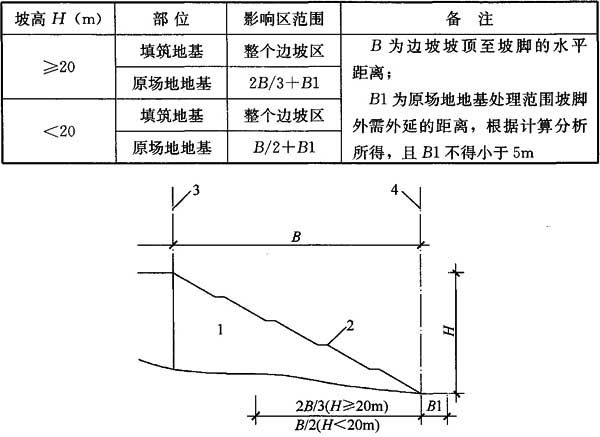 坡高 H（m） 部 位 影响区范围 备 注
≥20 填筑地基 整个边坡区
原场地地基 2B/3+B1
<20 填筑地基 整个边坡区
原场地地基 B/2+B1
B 为边坡坡顶至坡脚的水平
距离；
B1 为原场地地基处理范围坡脚
外需外延的距离，根据计算分析
所得，且 B1 不得小于 5m
3
4
B
1
2
H
2B/3(H≥20m)
B1
B/2(H<20m)